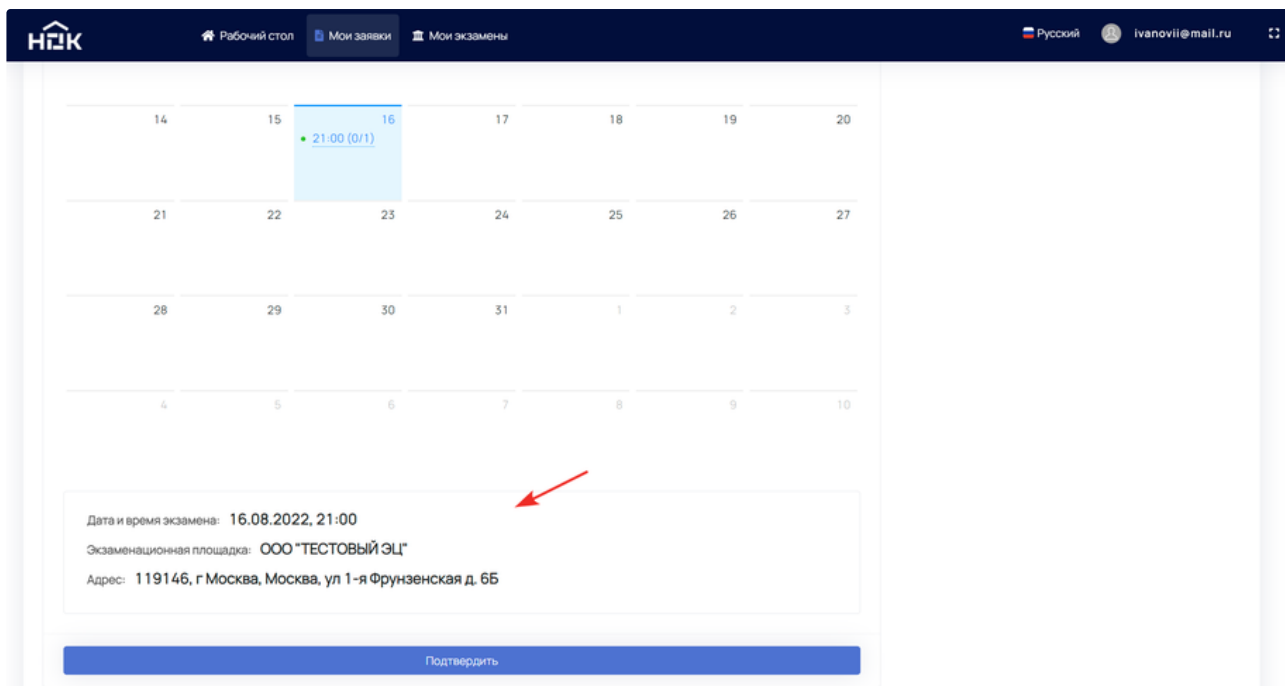 НОК Рабочий стол Мои заявки Мои экзамены Русский ivanovii@mail.ru
14 15 16 17 18 19 20
21:00 (0/1)
21 22 23 24 25 26 27
28 29 30 31 1 2 3
4 5 6 7 8 9 10
Дата и время экзамена: 16.08.2022, 21:00
Экзаменационная площадка: ООО "ТЕСТОВЫЙ ЭЦ"
Адрес: 119146, г Москва, Москва, ул 1-я Фрунзенская д. 6Б
Подтвердить